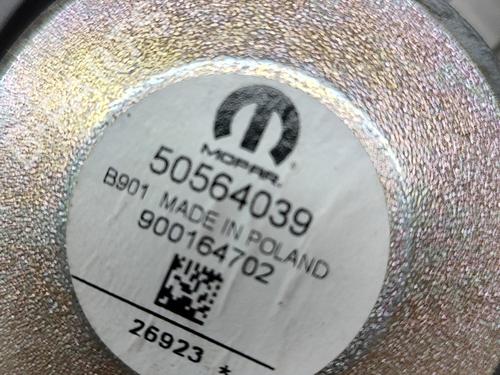 MOPAR.
50564039
B901 MADE IN POLAND
900164702
26923 *